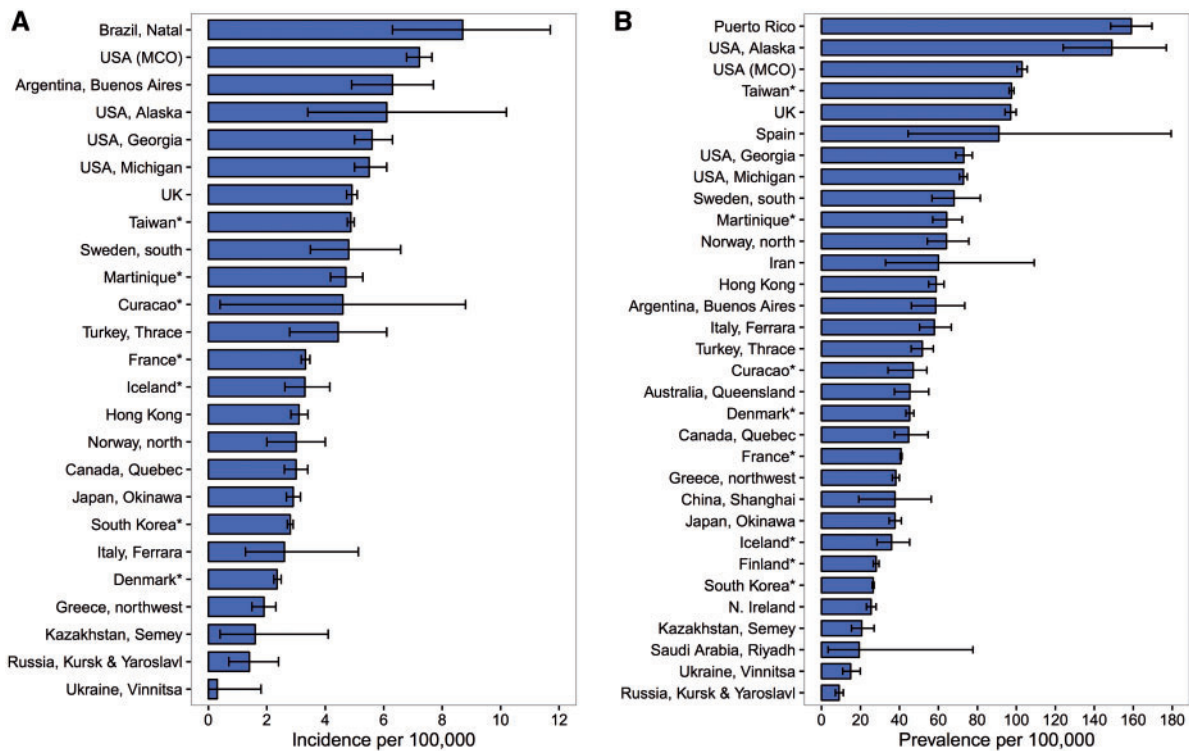 A
Brazil, Natal
USA (MCO)
Argentina, Buenos Aires
USA, Alaska
USA, Georgia
USA, Michigan
UK
Taiwan*
Sweden, south
Martinique*
Curacao*
Turkey, Thrace
France*
Iceland*
Hong Kong
Norway, north
Canada, Quebec
Japan, Okinawa
South Korea*
Italy, Ferrara
Denmark*
Greece, northwest
Kazakhstan, Semey
Russia, Kursk & Yaroslavl
Ukraine, Vinnitsa
0 2 4 6 8 10 12
Incidence per 100,000
B
Puerto Rico
USA, Alaska
USA (MCO)
Taiwan*
UK
Spain
USA, Georgia
USA, Michigan
Sweden, south
Martinique*
Norway, north
Iran
Hong Kong
Argentina, Buenos Aires
Italy, Ferrara
Turkey, Thrace
Curacao*
Australia, Queensland
Denmark*
Canada, Quebec
France*
Greece, northwest
China, Shanghai
Japan, Okinawa
Iceland*
Finland*
South Korea*
N. Ireland
Kazakhstan, Semey
Saudi Arabia, Riyadh
Ukraine, Vinnitsa
Russia, Kursk & Yaroslavl
0 20 40 60 80 100 120 140 160 180
Prevalence per 100,000